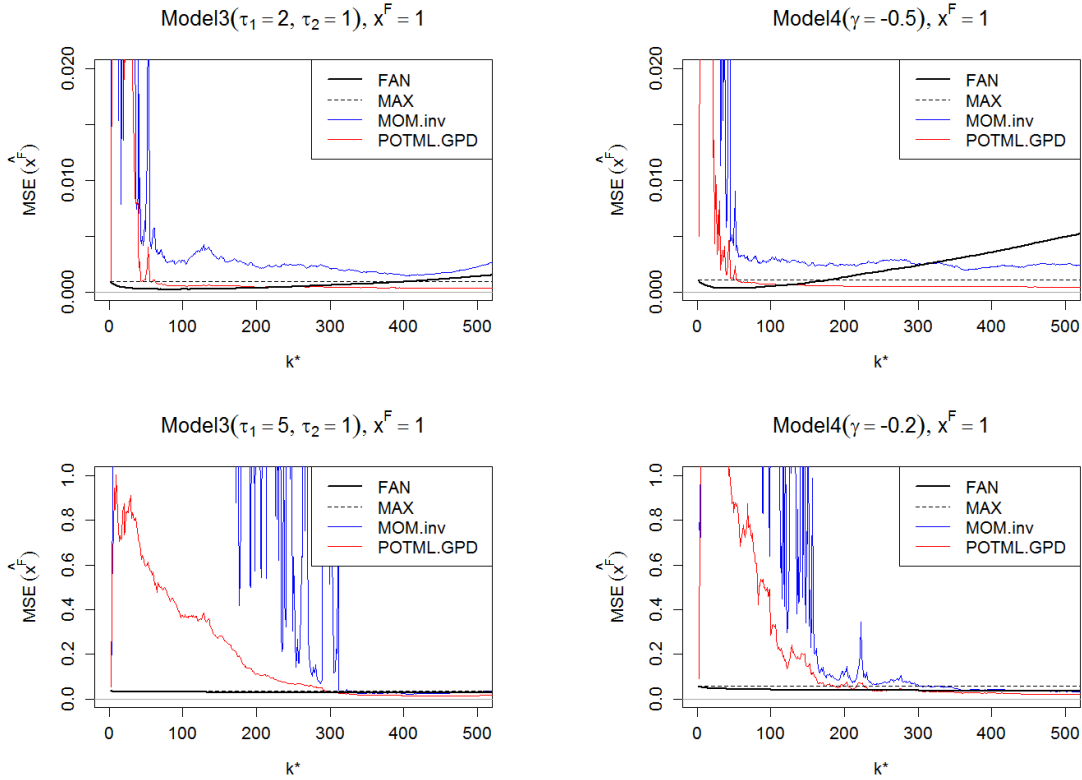 Model3(τ₁ = 2, τ₂ = 1), x^F = 1
MSE (x̂^F)
0.020
0.010
0.000
FAN
MAX
MOM.inv
POTML.GPD
0 100 200 300 400 500
k*
Model4(γ = -0.5), x^F = 1
MSE (x̂^F)
0.020
0.010
0.000
FAN
MAX
MOM.inv
POTML.GPD
0 100 200 300 400 500
k*
Model3(τ₁ = 5, τ₂ = 1), x^F = 1
MSE (x̂^F)
1.0
0.8
0.6
0.4
0.2
0.0
FAN
MAX
MOM.inv
POTML.GPD
0 100 200 300 400 500
k*
Model4(γ = -0.2), x^F = 1
MSE (x̂^F)
1.0
0.8
0.6
0.4
0.2
0.0
FAN
MAX
MOM.inv
POTML.GPD
0 100 200 300 400 500
k*